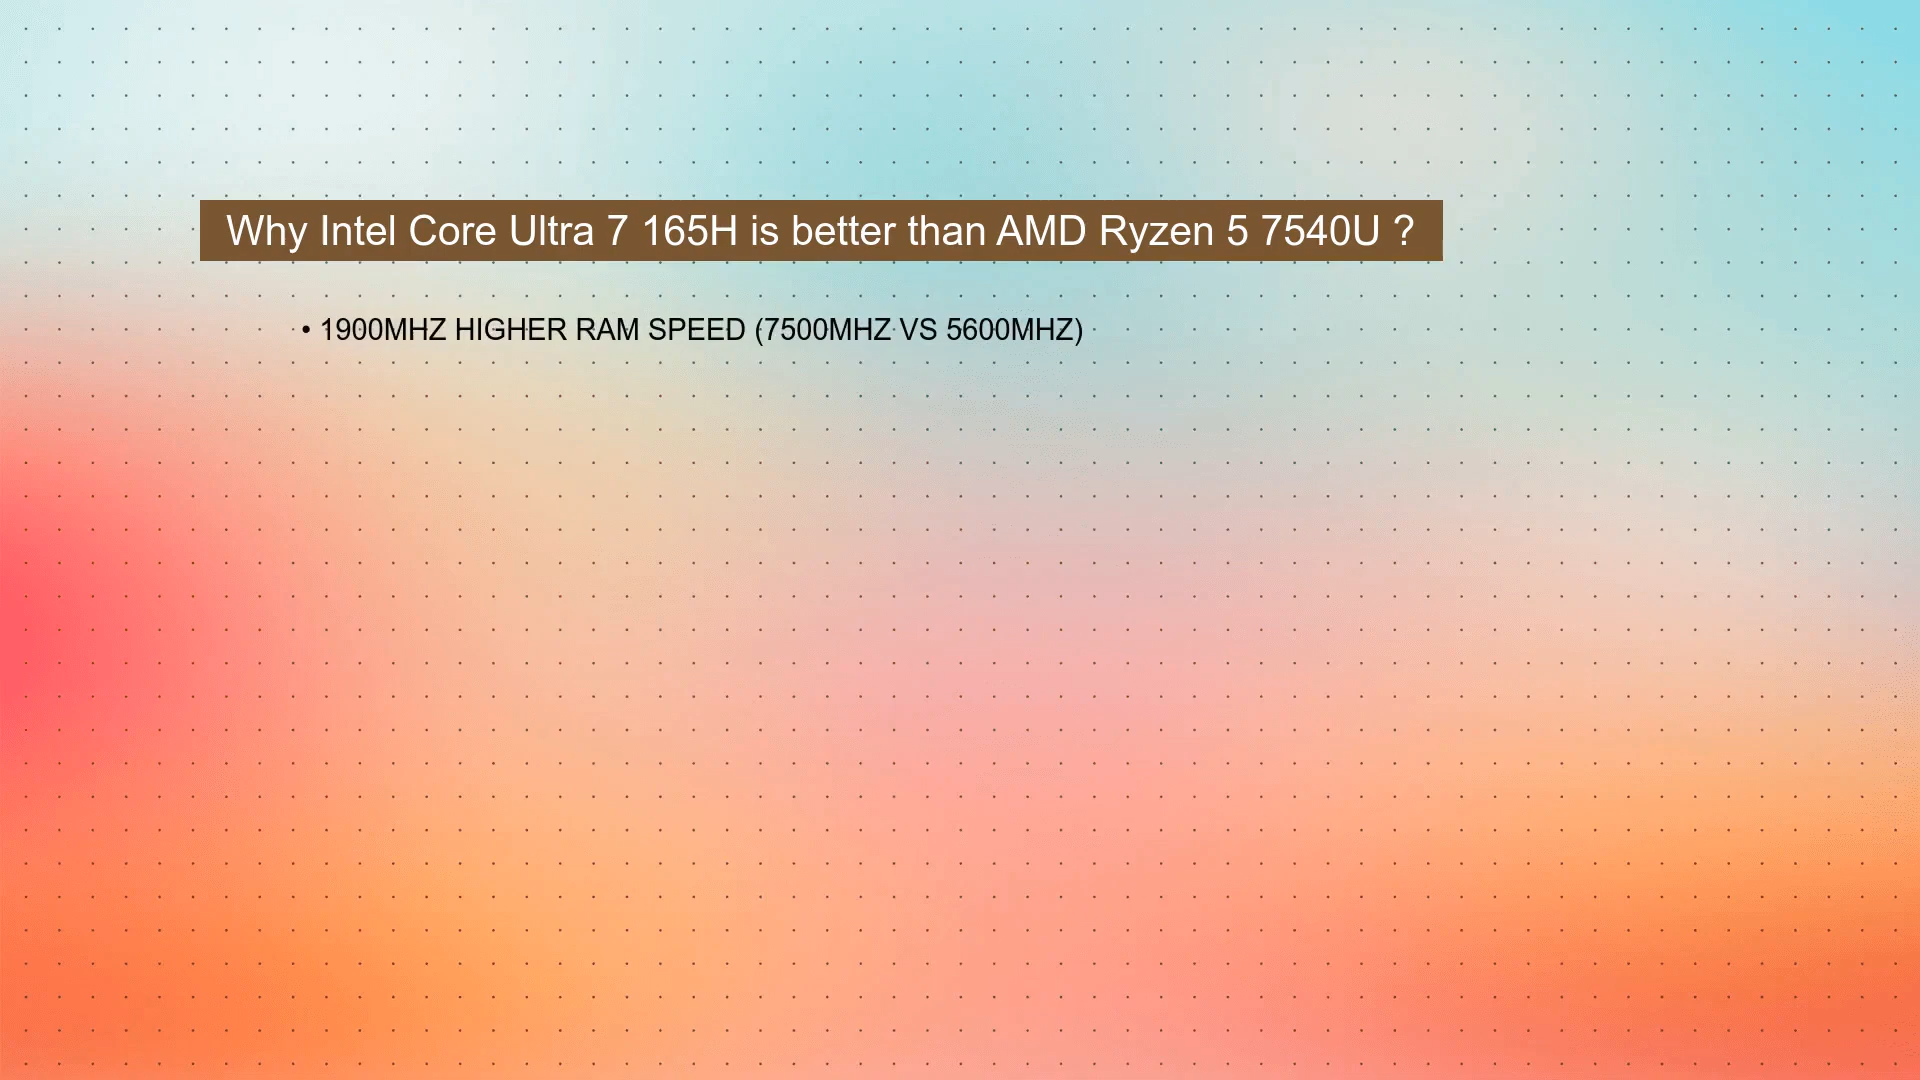 Why Intel Core Ultra 7 165H is better than AMD Ryzen 5 7540U ?
• 1900MHZ HIGHER RAM SPEED (7500MHZ VS 5600MHZ)